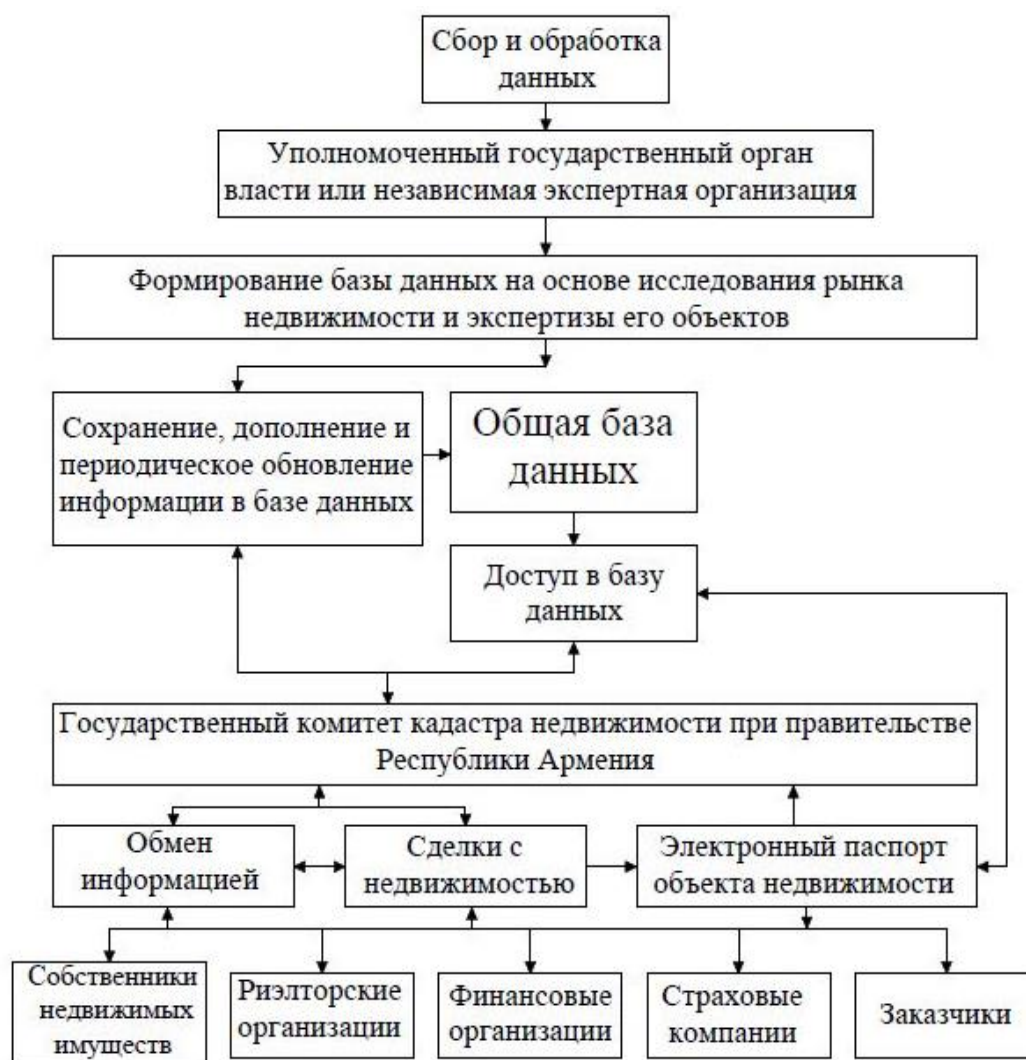 Сбор и обработка
данных
Уполномоченный государственный орган
власти или независимая экспертная организация
Формирование базы данных на основе исследования рынка
недвижимости и экспертизы его объектов
Сохранение, дополнение и
периодическое обновление
информации в базе данных
Общая база
данных
Доступ в базу
данных
Государственный комитет кадастра недвижимости при правительстве
Республики Армения
Обмен
информацией
Сделки с
недвижимостью
Электронный паспорт
объекта недвижимости
Собственники
недвижимых
имуществ
Риэлторские
организации
Финансовые
организации
Страховые
компании
Заказчики